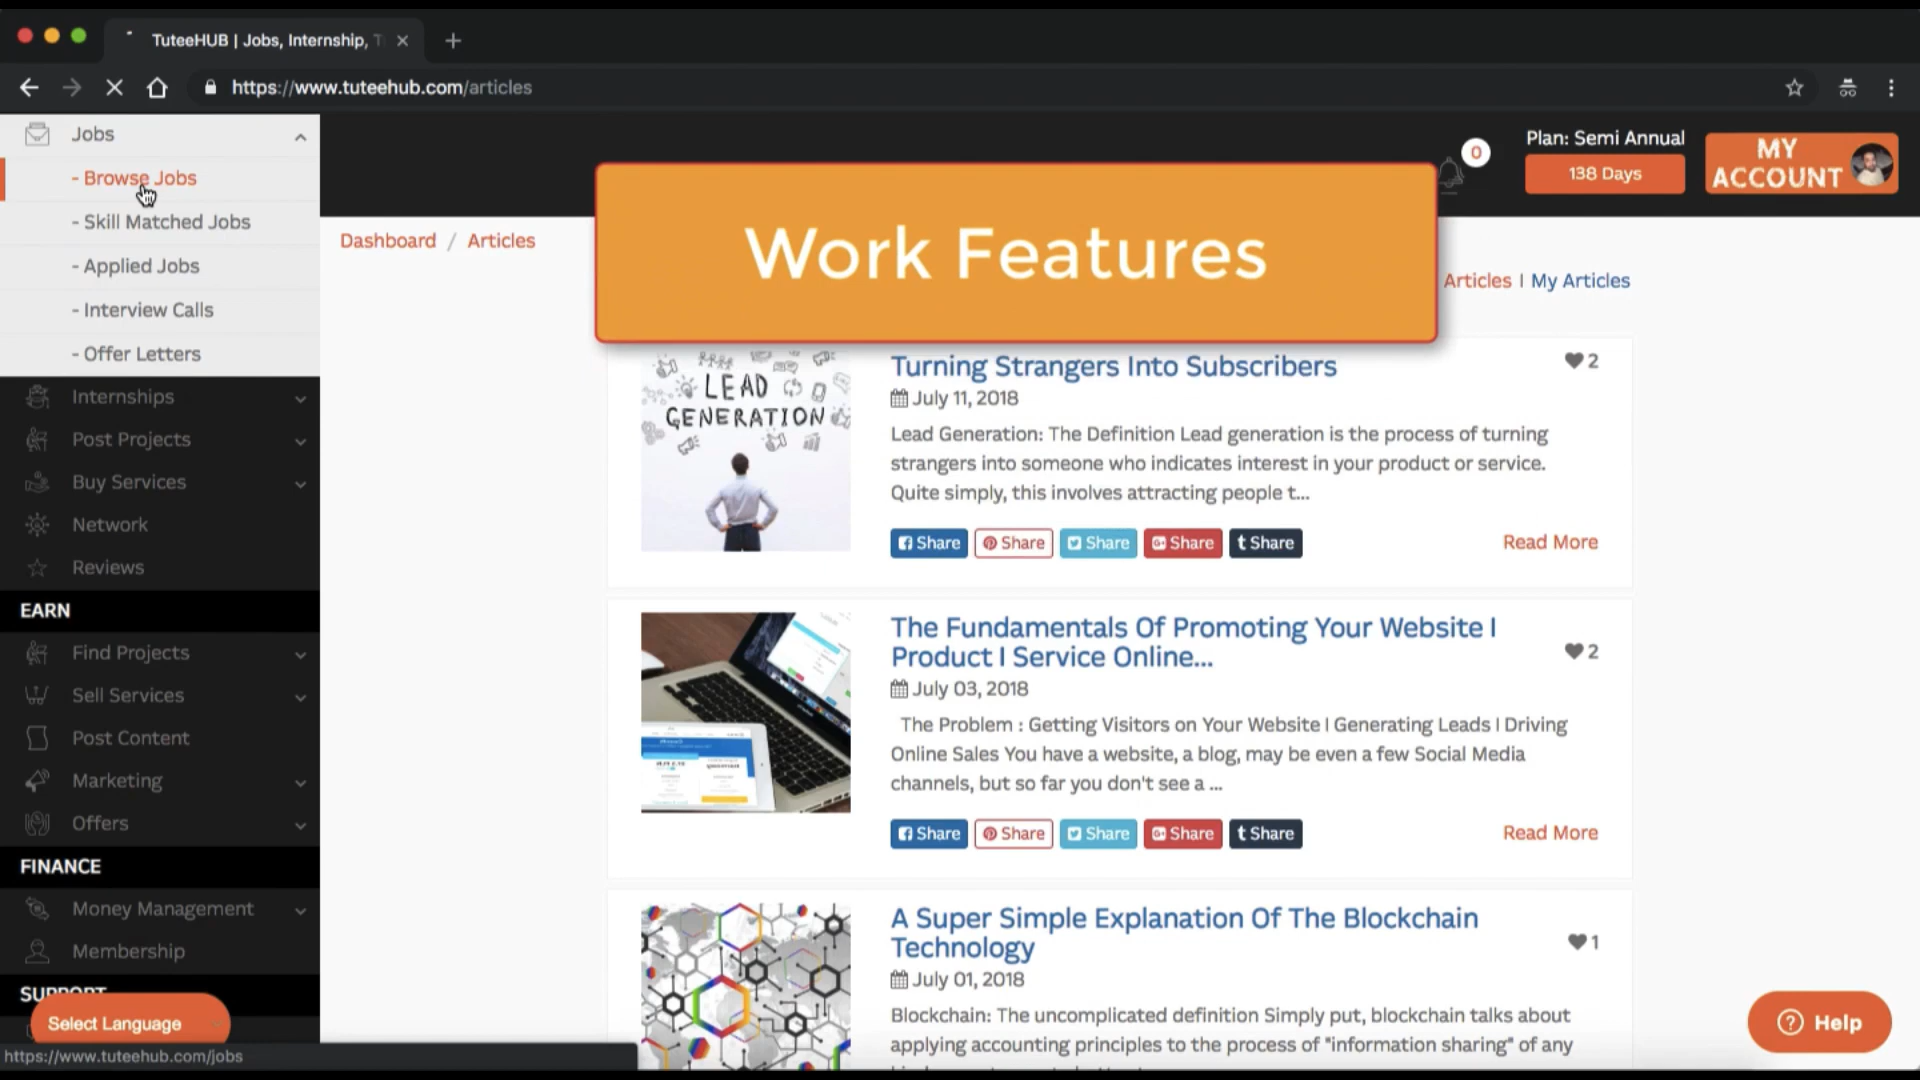 TuteeHUB | Jobs, Internship, T
https://www.tuteehub.com/articles
Jobs
- Browse Jobs
- Skill Matched Jobs
- Applied Jobs
- Interview Calls
- Offer Letters
Internships
Post Projects
Buy Services
Network
Reviews
EARN
Find Projects
Sell Services
Post Content
Marketing
Offers
FINANCE
Money Management
Membership
SUPPORT
Select Language
https://www.tuteehub.com/jobs
0
Plan: Semi Annual
138 Days
MY
ACCOUNT
Dashboard / Articles
Work Features
Articles | My Articles
LEAD
GENERATION
Turning Strangers Into Subscribers
2
July 11, 2018
Lead Generation: The Definition Lead generation is the process of turning
strangers into someone who indicates interest in your product or service.
Quite simply, this involves attracting people t...
Share Share Share Share Share
Read More
The Fundamentals Of Promoting Your Website |
Product | Service Online...
2
July 03, 2018
The Problem : Getting Visitors on Your Website | Generating Leads | Driving
Online Sales You have a website, a blog, may be even a few Social Media
channels, but so far you don't see a ...
Share Share Share Share Share
Read More
A Super Simple Explanation Of The Blockchain
Technology
1
July 01, 2018
Blockchain: The uncomplicated definition Simply put, blockchain talks about
applying accounting principles to the process of "information sharing" of any
Help